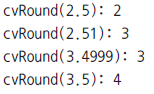 cvRound(2.5): 2
cvRound(2.51): 3
cvRound(3.4999): 3
cvRound(3.5): 4